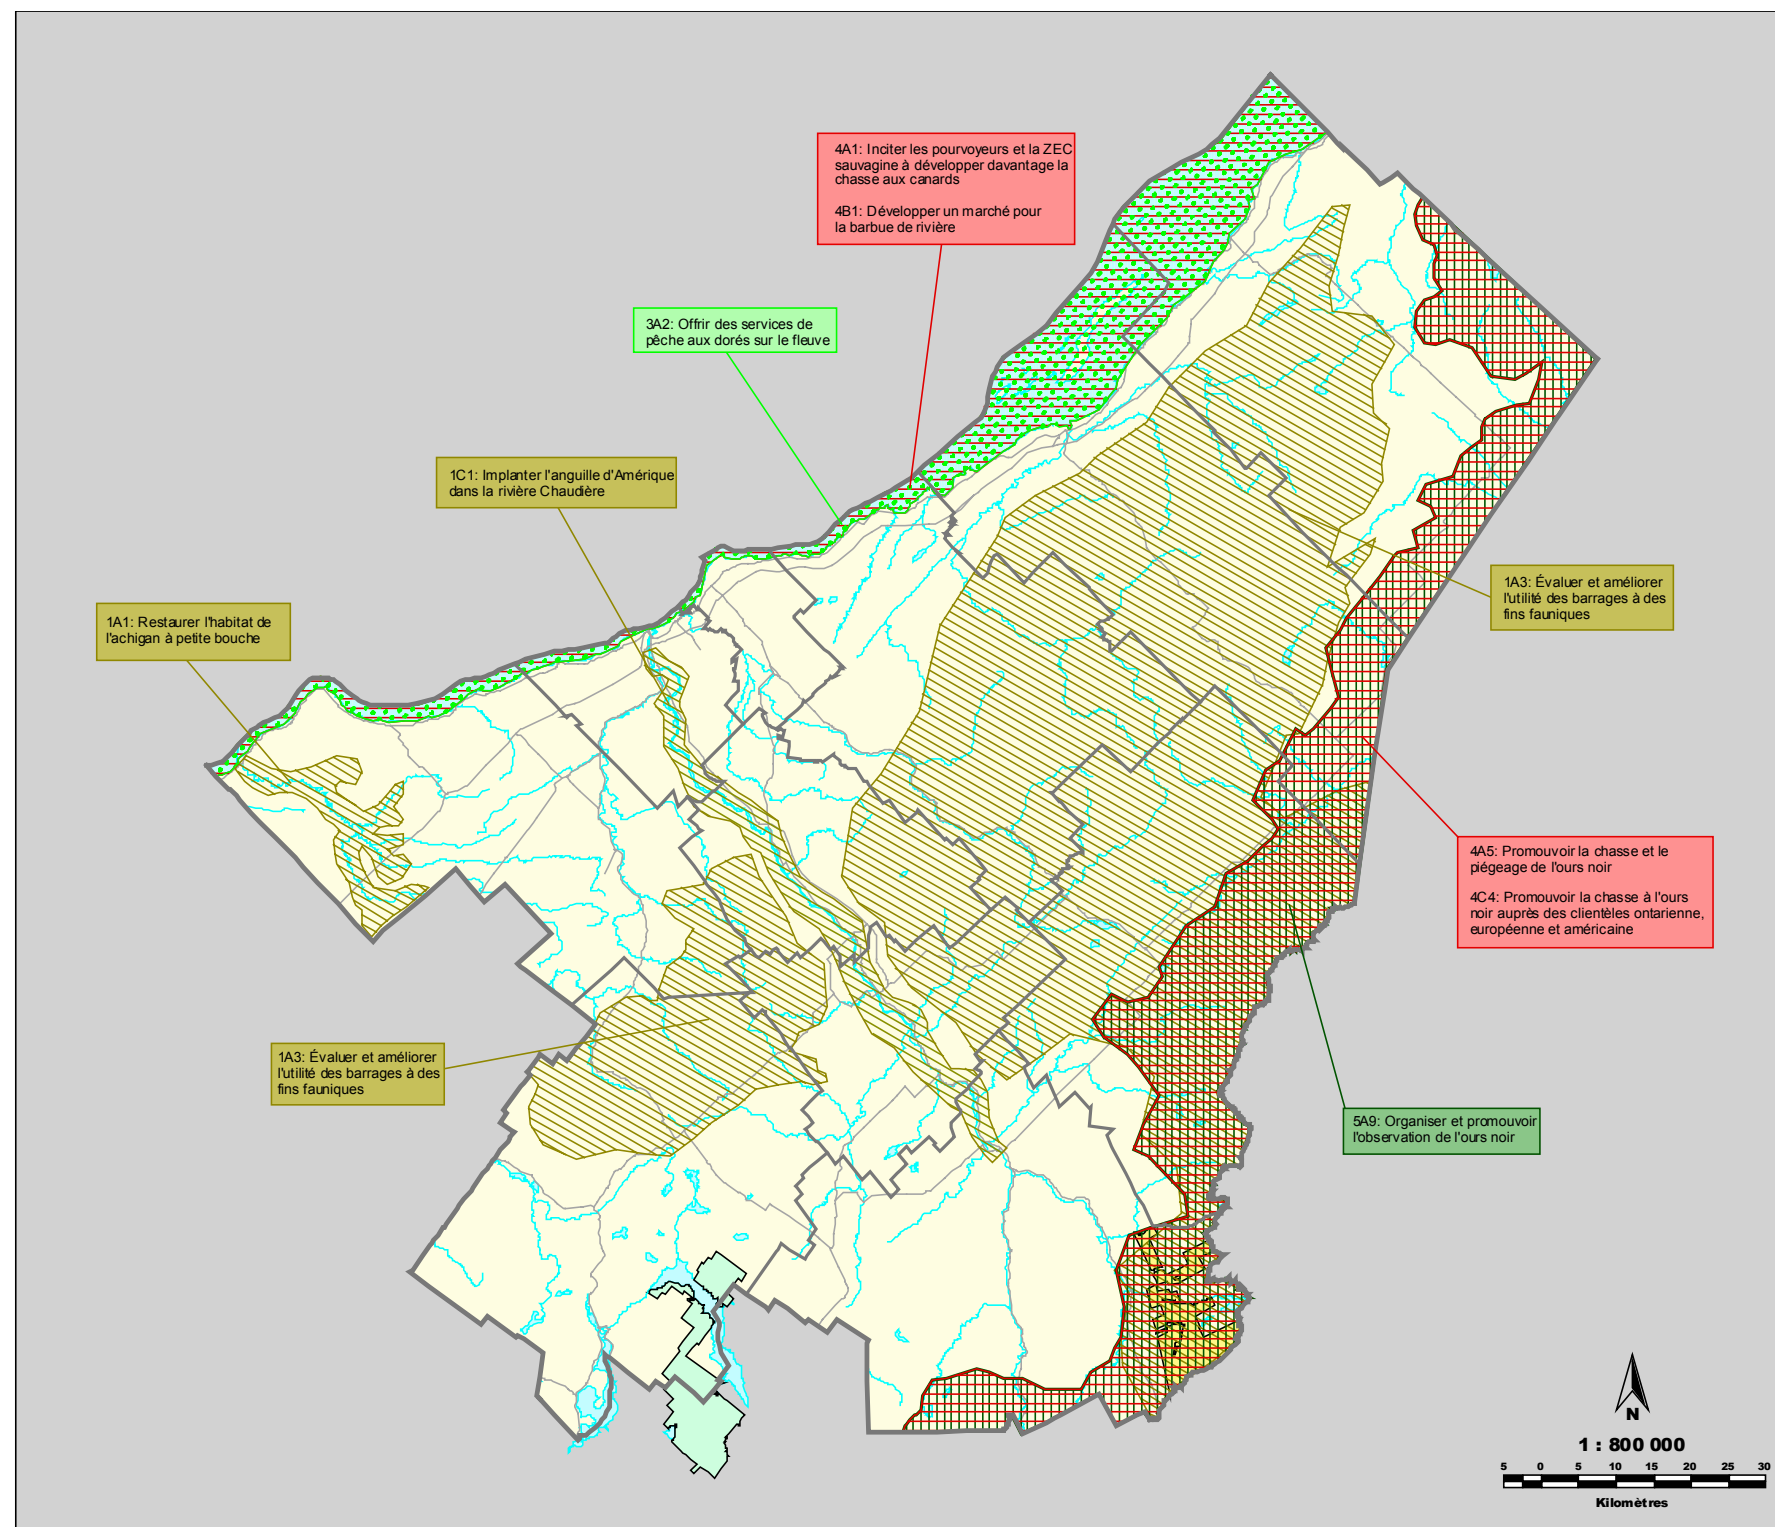 4A1: Inciter les pourvoyeurs et la ZEC
sauvagine à développer davantage la
chasse aux canards
4B1: Développer un marché pour
la barbue de rivière
3A2: Offrir des services de
pêche aux dorés sur le fleuve
1C1: Implanter l'anguille d'Amérique
dans la rivière Chaudière
1A3: Évaluer et améliorer
l'utilité des barrages à des
fins fauniques
1A1: Restaurer l'habitat de
l'achigan à petite bouche
4A5: Promouvoir la chasse et le
piégeage de l'ours noir
4C4: Promouvoir la chasse à l'ours
noir auprès des clientèles ontarienne,
européenne et américaine
1A3: Évaluer et améliorer
l'utilité des barrages à des
fins fauniques
5A9: Organiser et promouvoir
l'observation de l'ours noir
N
1 : 800 000
5 0 5 10 15 20 25 30
Kilomètres